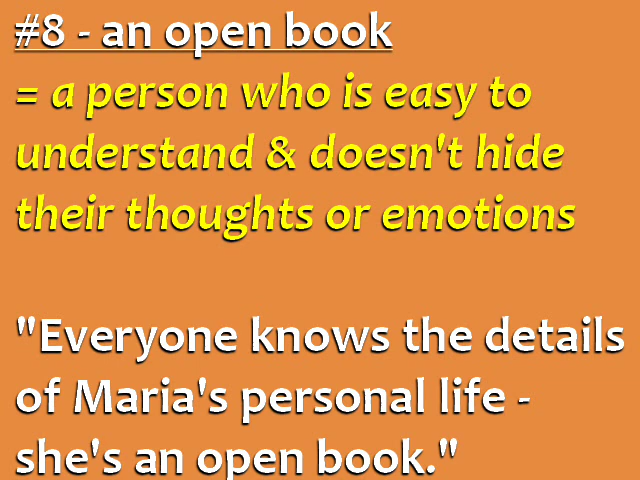 #8 - an open book
= a person who is easy to
understand & doesn't hide
their thoughts or emotions
"Everyone knows the details
of Maria's personal life -
she's an open book."